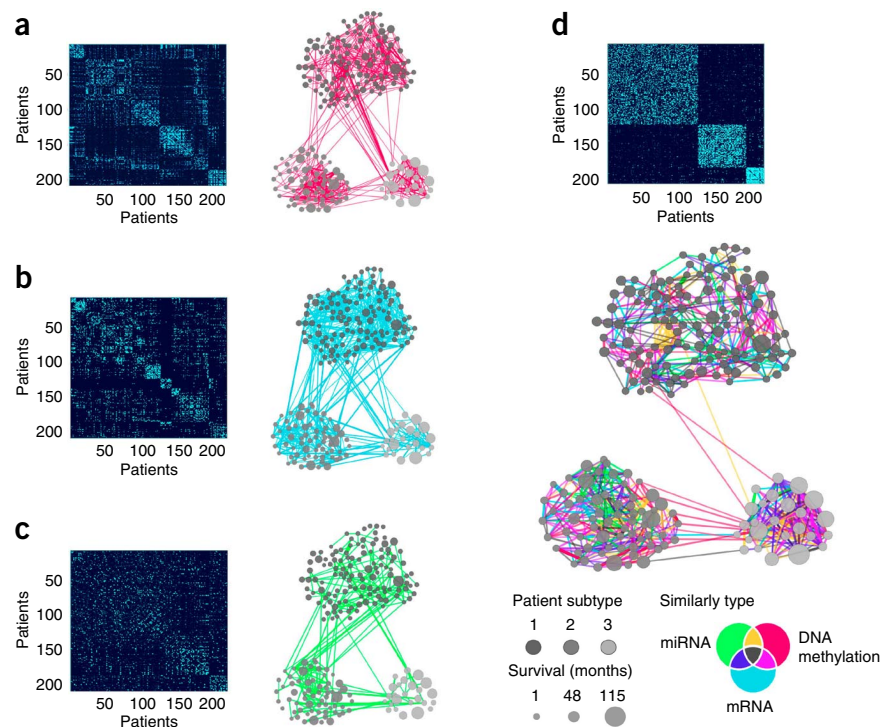 a
Patients
50
100
150
200
50 100 150 200
Patients
b
Patients
50
100
150
200
50 100 150 200
Patients
c
Patients
50
100
150
200
50 100 150 200
Patients
d
Patients
50
100
150
200
50 100 150 200
Patients
Patient subtype
1 2 3
Survival (months)
1 48 115
Similarly type
miRNA
DNA
methylation
mRNA